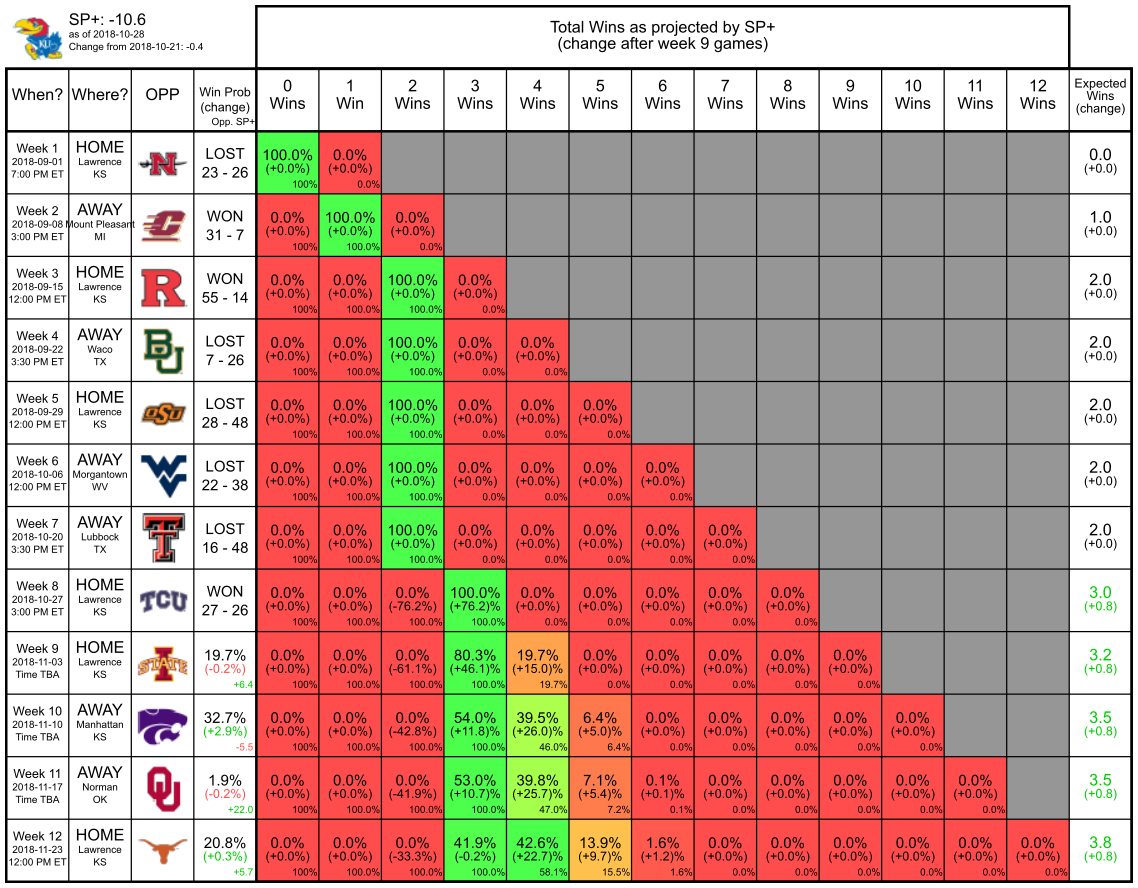 SP+: -10.6
as of 2018-10-28
Change from 2018-10-21: -0.4
KU
Total Wins as projected by SP+
(change after week 9 games)
When? Where? OPP Win Prob (change) Opp. SP+ 0 Wins 1 Win 2 Wins 3 Wins 4 Wins 5 Wins 6 Wins 7 Wins 8 Wins 9 Wins 10 Wins 11 Wins 12 Wins Expected Wins (change)
Week 1 HOME N LOST 100.0% 0.0% 0.0
2018-09-01 Lawrence 23 - 26 (+0.0%) (+0.0%) (+0.0)
7:00 PM ET KS 100% 0.0%
Week 2 AWAY C WON 0.0% 100.0% 0.0% 1.0
2018-09-08 Mount Pleasant 31 - 7 (+0.0%) (+0.0%) (+0.0%) (+0.0)
3:00 PM ET MI 100% 100.0% 0.0%
Week 3 HOME R WON 0.0% 0.0% 100.0% 0.0% 2.0
2018-09-15 Lawrence 55 - 14 (+0.0%) (+0.0%) (+0.0%) (+0.0%) (+0.0)
12:00 PM ET KS 100% 100.0% 100.0% 0.0%
Week 4 AWAY BU LOST 0.0% 0.0% 100.0% 0.0% 0.0% 2.0
2018-09-22 Waco 7 - 26 (+0.0%) (+0.0%) (+0.0%) (+0.0%) (+0.0%) (+0.0)
3:30 PM ET TX 100% 100.0% 100.0% 0.0% 0.0%
Week 5 HOME OSU LOST 0.0% 0.0% 100.0% 0.0% 0.0% 0.0% 2.0
2018-09-29 Lawrence 28 - 48 (+0.0%) (+0.0%) (+0.0%) (+0.0%) (+0.0%) (+0.0%) (+0.0)
12:00 PM ET KS 100% 100.0% 100.0% 0.0% 0.0% 0.0%
Week 6 AWAY WV LOST 0.0% 0.0% 100.0% 0.0% 0.0% 0.0% 0.0% 2.0
2018-10-06 Morgantown 22 - 38 (+0.0%) (+0.0%) (+0.0%) (+0.0%) (+0.0%) (+0.0%) (+0.0%) (+0.0)
12:00 PM ET WV 100% 100.0% 100.0% 0.0% 0.0% 0.0% 0.0%
Week 7 AWAY T LOST 0.0% 0.0% 100.0% 0.0% 0.0% 0.0% 0.0% 0.0% 2.0
2018-10-20 Lubbock 16 - 48 (+0.0%) (+0.0%) (+0.0%) (+0.0%) (+0.0%) (+0.0%) (+0.0%) (+0.0%) (+0.0)
3:30 PM ET TX 100% 100.0% 100.0% 0.0% 0.0% 0.0% 0.0% 0.0%
Week 8 HOME TCU WON 0.0% 0.0% 0.0% 100.0% 0.0% 0.0% 0.0% 0.0% 0.0% 3.0
2018-10-27 Lawrence 27 - 26 (+0.0%) (+0.0%) (-76.2%) (+76.2)% (+0.0%) (+0.0%) (+0.0%) (+0.0%) (+0.0%) (+0.8)
3:00 PM ET KS 100% 100.0% 100.0% 100.0% 0.0% 0.0% 0.0% 0.0% 0.0%
Week 9 HOME I STATE 19.7% 0.0% 0.0% 0.0% 80.3% 19.7% 0.0% 0.0% 0.0% 0.0% 0.0% 3.2
2018-11-03 Lawrence (-0.2%) (+0.0%) (+0.0%) (-61.1%) (+46.1)% (+15.0)% (+0.0%) (+0.0%) (+0.0%) (+0.0%) (+0.0%) (+0.8)
Time TBA KS +6.4 100% 100.0% 100.0% 100.0% 19.7% 0.0% 0.0% 0.0% 0.0% 0.0%
Week 10 AWAY 32.7% 0.0% 0.0% 0.0% 54.0% 39.5% 6.4% 0.0% 0.0% 0.0% 0.0% 0.0% 3.5
2018-11-10 Manhattan (+2.9%) (+0.0%) (+0.0%) (-42.8%) (+11.8)% (+26.0)% (+5.0)% (+0.0%) (+0.0%) (+0.0%) (+0.0%) (+0.0%) (+0.8)
Time TBA KS -5.5 100% 100.0% 100.0% 100.0% 46.0% 6.4% 0.0% 0.0% 0.0% 0.0% 0.0%
Week 11 AWAY OU 1.9% 0.0% 0.0% 0.0% 53.0% 39.8% 7.1% 0.1% 0.0% 0.0% 0.0% 0.0% 0.0% 3.5
2018-11-17 Norman (-0.2%) (+0.0%) (+0.0%) (-41.9%) (+10.7)% (+25.7)% (+5.4)% (+0.1)% (+0.0%) (+0.0%) (+0.0%) (+0.0%) (+0.0%) (+0.8)
Time TBA OK +22.0 100% 100.0% 100.0% 100.0% 47.0% 7.2% 0.1% 0.0% 0.0% 0.0% 0.0% 0.0%
Week 12 HOME 20.8% 0.0% 0.0% 0.0% 41.9% 42.6% 13.9% 1.6% 0.0% 0.0% 0.0% 0.0% 0.0% 0.0% 3.8
2018-11-23 Lawrence (+0.3%) (+0.0%) (+0.0%) (-33.3%) (-0.2%) (+22.7)% (+9.7)% (+1.2)% (+0.0%) (+0.0%) (+0.0%) (+0.0%) (+0.0%) (+0.0%) (+0.8)
12:00 PM ET KS +5.7 100% 100.0% 100.0% 100.0% 58.1% 15.5% 1.6% 0.0% 0.0% 0.0% 0.0% 0.0% 0.0%